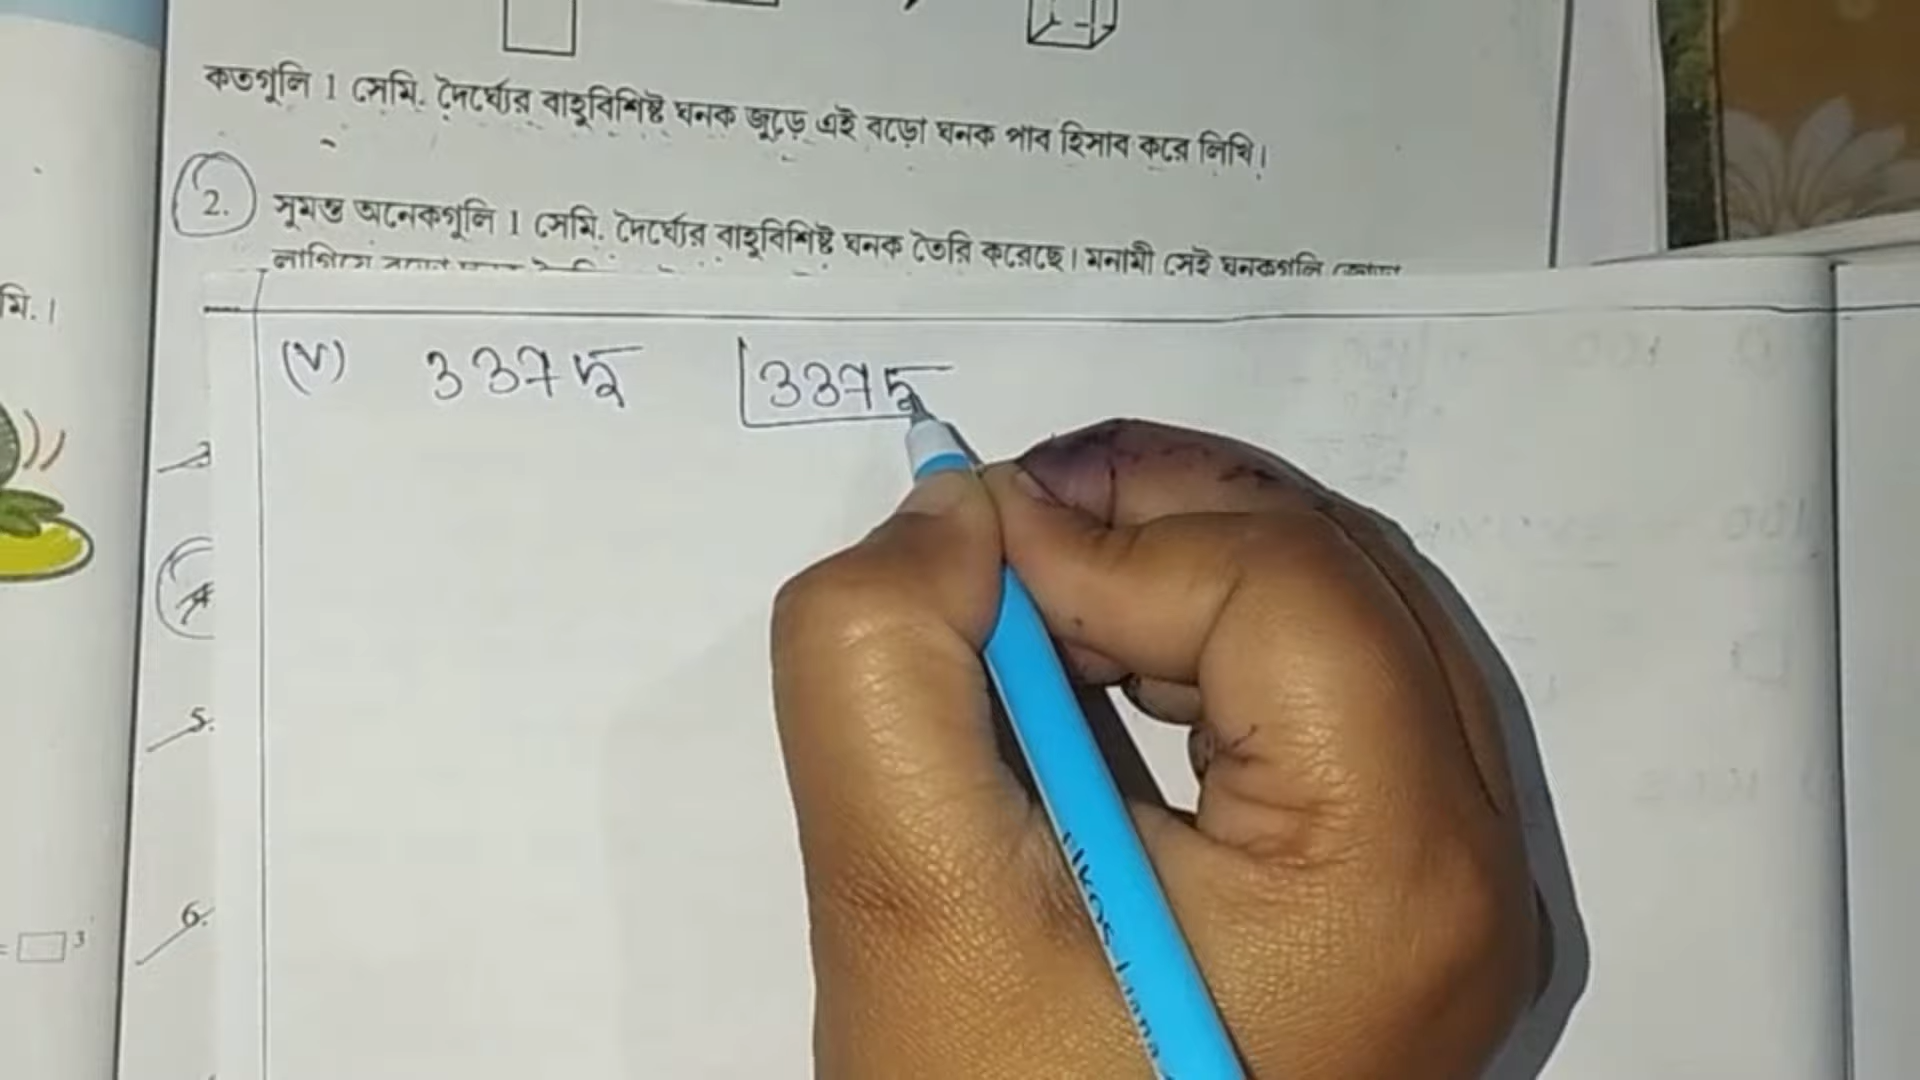 কতগুলি 1 সেমি. দৈর্ঘ্যের বাহুবিশিষ্ট ঘনক জুড়ে এই বড়ো ঘনক পাব হিসাব করে লিখি।
2. সুমন্ত অনেকগুলি 1 সেমি. দৈর্ঘ্যের বাহুবিশিষ্ট ঘনক তৈরি করেছে। মনামী সেই ঘনকগুলি
মি.।
(v) 3375 3375
5.
6.
= 3